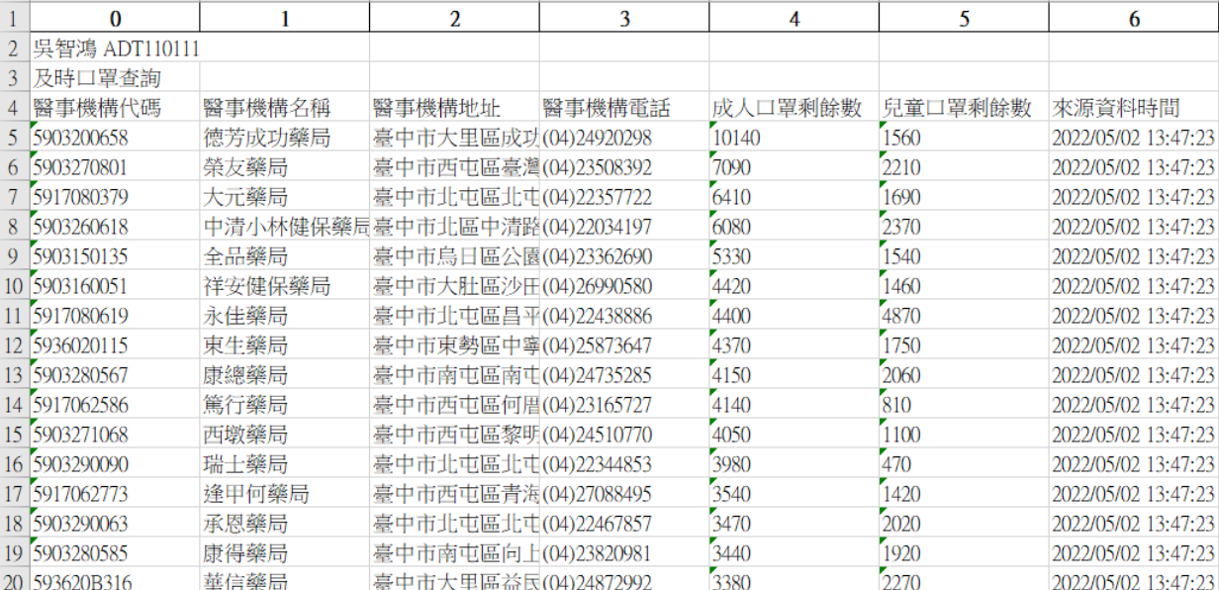 1 0 1 2 3 4 5 6
2 吳智鴻 ADT110111
3 及時口罩查詢
4 醫事機構代碼 醫事機構名稱 醫事機構地址 醫事機構電話 成人口罩剩餘數 兒童口罩剩餘數 來源資料時間
5 5903200658 德芳成功藥局 臺中市大里區成功 (04)24920298 10140 1560 2022/05/02 13:47:23
6 5903270801 榮友藥局 臺中市西屯區臺灣 (04)23508392 7090 2210 2022/05/02 13:47:23
7 5917080379 大元藥局 臺中市北屯區北屯 (04)22357722 6410 1690 2022/05/02 13:47:23
8 5903260618 中清小林健保藥局 臺中市北區中清路 (04)22034197 6080 2370 2022/05/02 13:47:23
9 5903150135 全品藥局 臺中市烏日區公園 (04)23362690 5330 1540 2022/05/02 13:47:23
10 5903160051 祥安健保藥局 臺中市大肚區沙田 (04)26990580 4420 1460 2022/05/02 13:47:23
11 5917080619 永佳藥局 臺中市北屯區昌平 (04)22438886 4400 4870 2022/05/02 13:47:23
12 5936020115 東生藥局 臺中市東勢區中寧 (04)25873647 4370 1750 2022/05/02 13:47:23
13 5903280567 康總藥局 臺中市南屯區南屯 (04)24735285 4150 2060 2022/05/02 13:47:23
14 5917062586 篤行藥局 臺中市西屯區何厝 (04)23165727 4140 810 2022/05/02 13:47:23
15 5903271068 西墩藥局 臺中市西屯區黎明 (04)24510770 4050 1100 2022/05/02 13:47:23
16 5903290090 瑞士藥局 臺中市北屯區北屯 (04)22344853 3980 470 2022/05/02 13:47:23
17 5917062773 逢甲何藥局 臺中市西屯區青海 (04)27088495 3540 1420 2022/05/02 13:47:23
18 5903290063 承恩藥局 臺中市北屯區北屯 (04)22467857 3470 2020 2022/05/02 13:47:23
19 5903280585 康得藥局 臺中市南屯區向上 (04)23820981 3440 1920 2022/05/02 13:47:23
20 593620B316 華信藥局 臺中市大里區益民 (04)24872992 3380 2270 2022/05/02 13:47:23